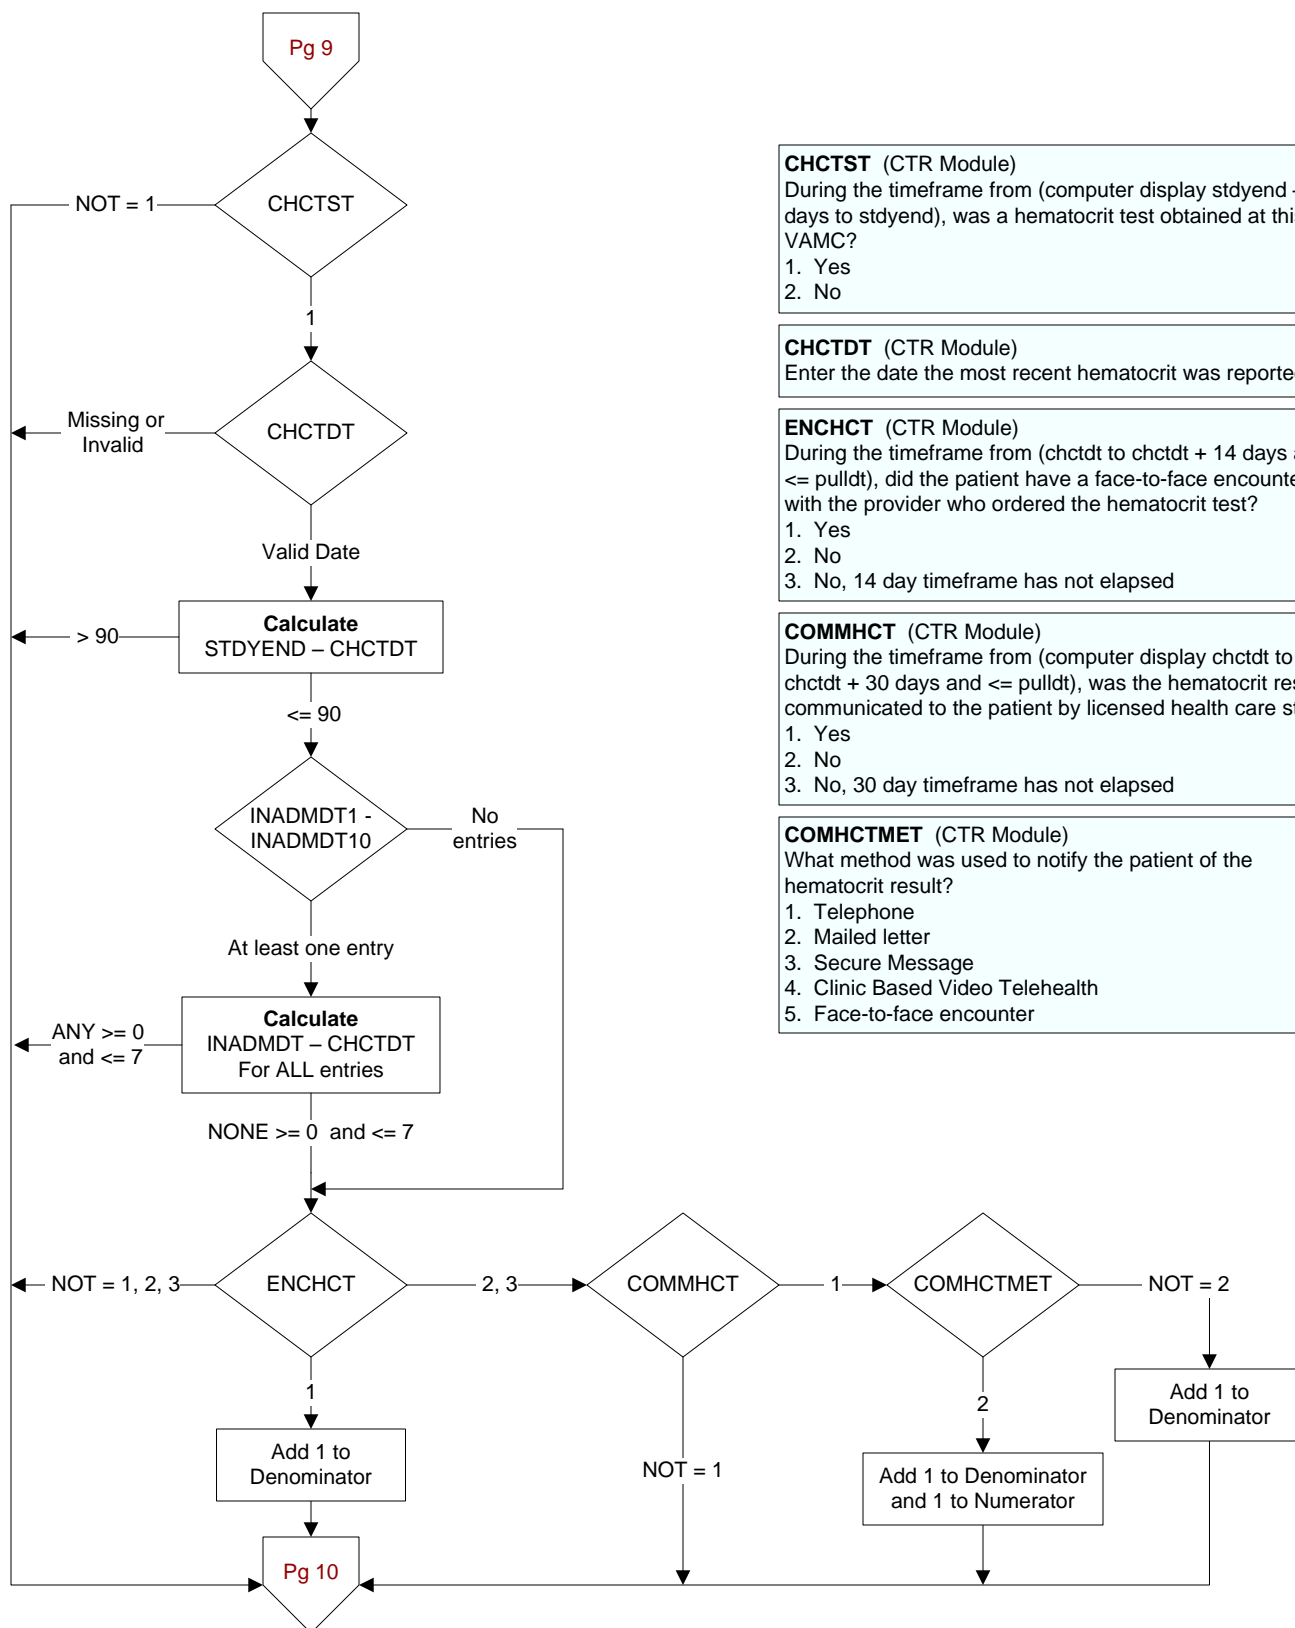 Pg 9
CHCTST
NOT = 1
1
CHCTDT
Missing or
Invalid
Valid Date
Calculate
STDYEND – CHCTDT
> 90
<= 90
INADMDT1 -
INADMDT10
No
entries
At least one entry
Calculate
INADMDT – CHCTDT
For ALL entries
ANY >= 0
and <= 7
NONE >= 0 and <= 7
ENCHCT
NOT = 1, 2, 3
2, 3
COMMHCT
1
COMHCTMET
NOT = 2
1
Add 1 to
Denominator
NOT = 1
2
Add 1 to Denominator
and 1 to Numerator
Add 1 to
Denominator
Pg 10
CHCTST (CTR Module)
During the timeframe from (computer display stdyend -
days to stdyend), was a hematocrit test obtained at
VAMC?
1. Yes
2. No
CHCTDT (CTR Module)
Enter the date the most recent hematocrit was
ENCHCT (CTR Module)
During the timeframe from (chctdt to chctdt + 14 days
<= pulldt), did the patient have a face-to-face
with the provider who ordered the hematocrit test?
1. Yes
2. No
3. No, 14 day timeframe has not elapsed
COMMHCT (CTR Module)
During the timeframe from (computer display chctdt to
chctdt + 30 days and <= pulldt), was the hematocrit
communicated to the patient by licensed health care
1. Yes
2. No
3. No, 30 day timeframe has not elapsed
COMHCTMET (CTR Module)
What method was used to notify the patient of the
hematocrit result?
1. Telephone
2. Mailed letter
3. Secure Message
4. Clinic Based Video Telehealth
5. Face-to-face encounter